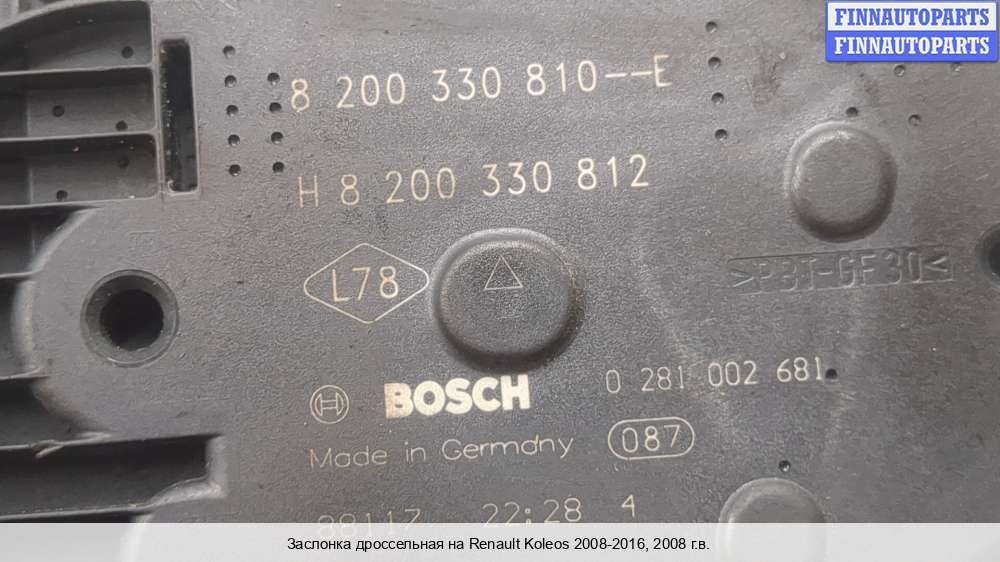 FINNAUTOPARTS
FINNAUTOPARTS
8 200 330 810--E
H 8 200 330 812
L78
>PBT-GF30<
BOSCH 0 281 002 681
Made in Germany 087
22:28 4
Заслонка дроссельная на Renault Koleos 2008-2016, 2008 г.в.